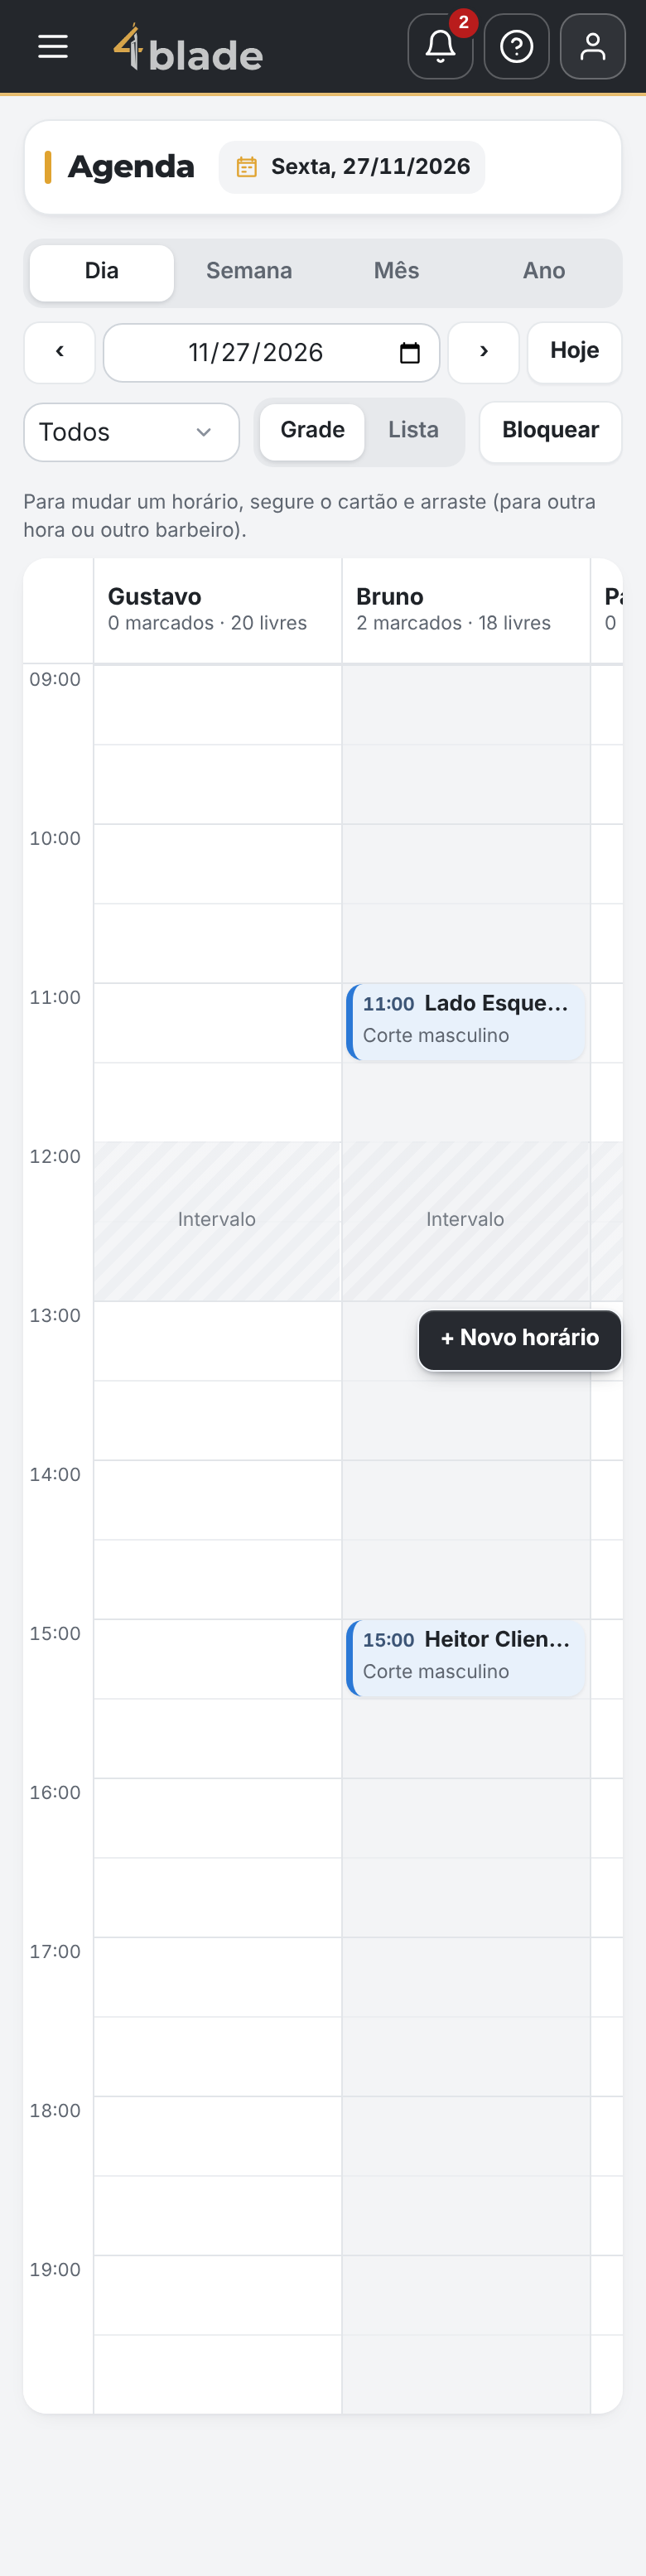 4blade
2
Agenda
Sexta, 27/11/2026
Dia
Semana
Mês
Ano
‹
11/27/2026
›
Hoje
Todos
Grade
Lista
Bloquear
Para mudar um horário, segure o cartão e arraste (para outra
hora ou outro barbeiro).
Gustavo
0 marcados · 20 livres
Bruno
2 marcados · 18 livres
0
09:00
10:00
11:00
11:00 Lado Esque...
Corte masculino
12:00
Intervalo
Intervalo
13:00
+ Novo horário
14:00
15:00
15:00 Heitor Clien...
Corte masculino
16:00
17:00
18:00
19:00